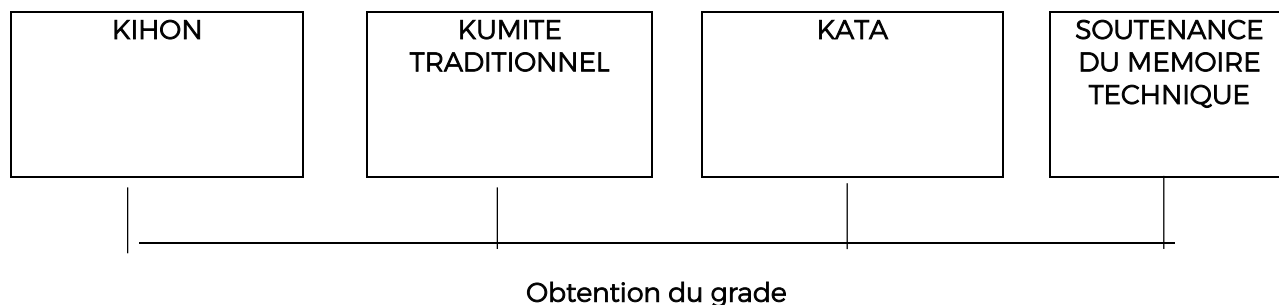 KIHON
KUMITE
TRADITIONNEL
KATA
SOUTENANCE
DU MEMOIRE
TECHNIQUE
Obtention du grade